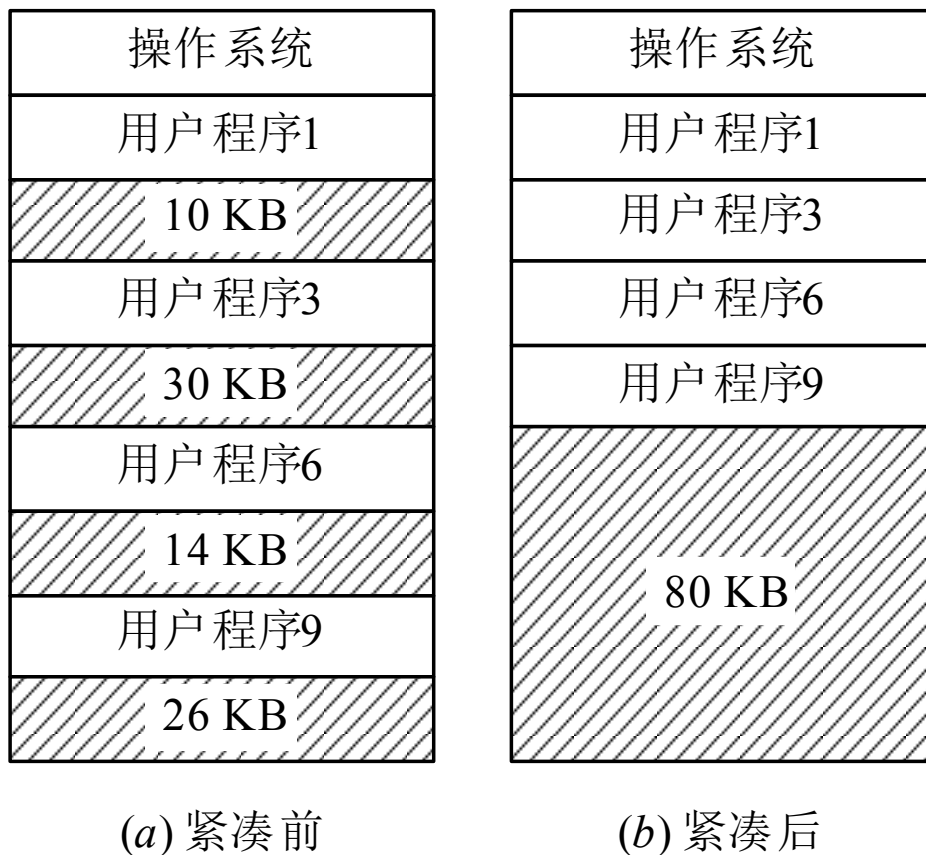 操作系统
用户程序1
10 KB
用户程序3
30 KB
用户程序6
14 KB
用户程序9
26 KB
(a) 紧凑前
操作系统
用户程序1
用户程序3
用户程序6
用户程序9
80 KB
(b) 紧凑后